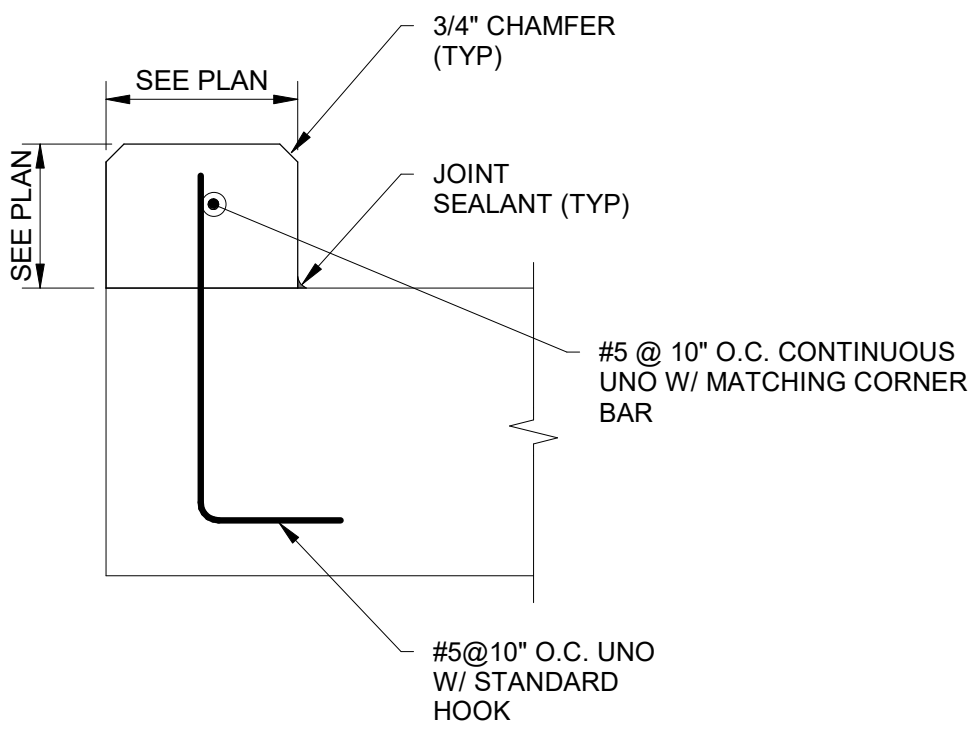 3/4" CHAMFER
(TYP)
SEE PLAN
SEE PLAN
JOINT
SEALANT (TYP)
#5 @ 10" O.C. CONTINUOUS
UNO W/ MATCHING CORNER
BAR
#5@10" O.C. UNO
W/ STANDARD
HOOK